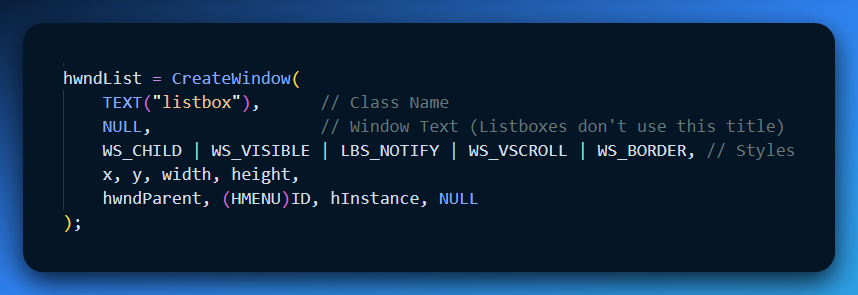 hwndList = CreateWindow(
    TEXT("listbox"),      // Class Name
    NULL,                 // Window Text (Listboxes don't use this title)
    WS_CHILD | WS_VISIBLE | LBS_NOTIFY | WS_VSCROLL | WS_BORDER, // Styles
    x, y, width, height,
    hwndParent, (HMENU)ID, hInstance, NULL
);